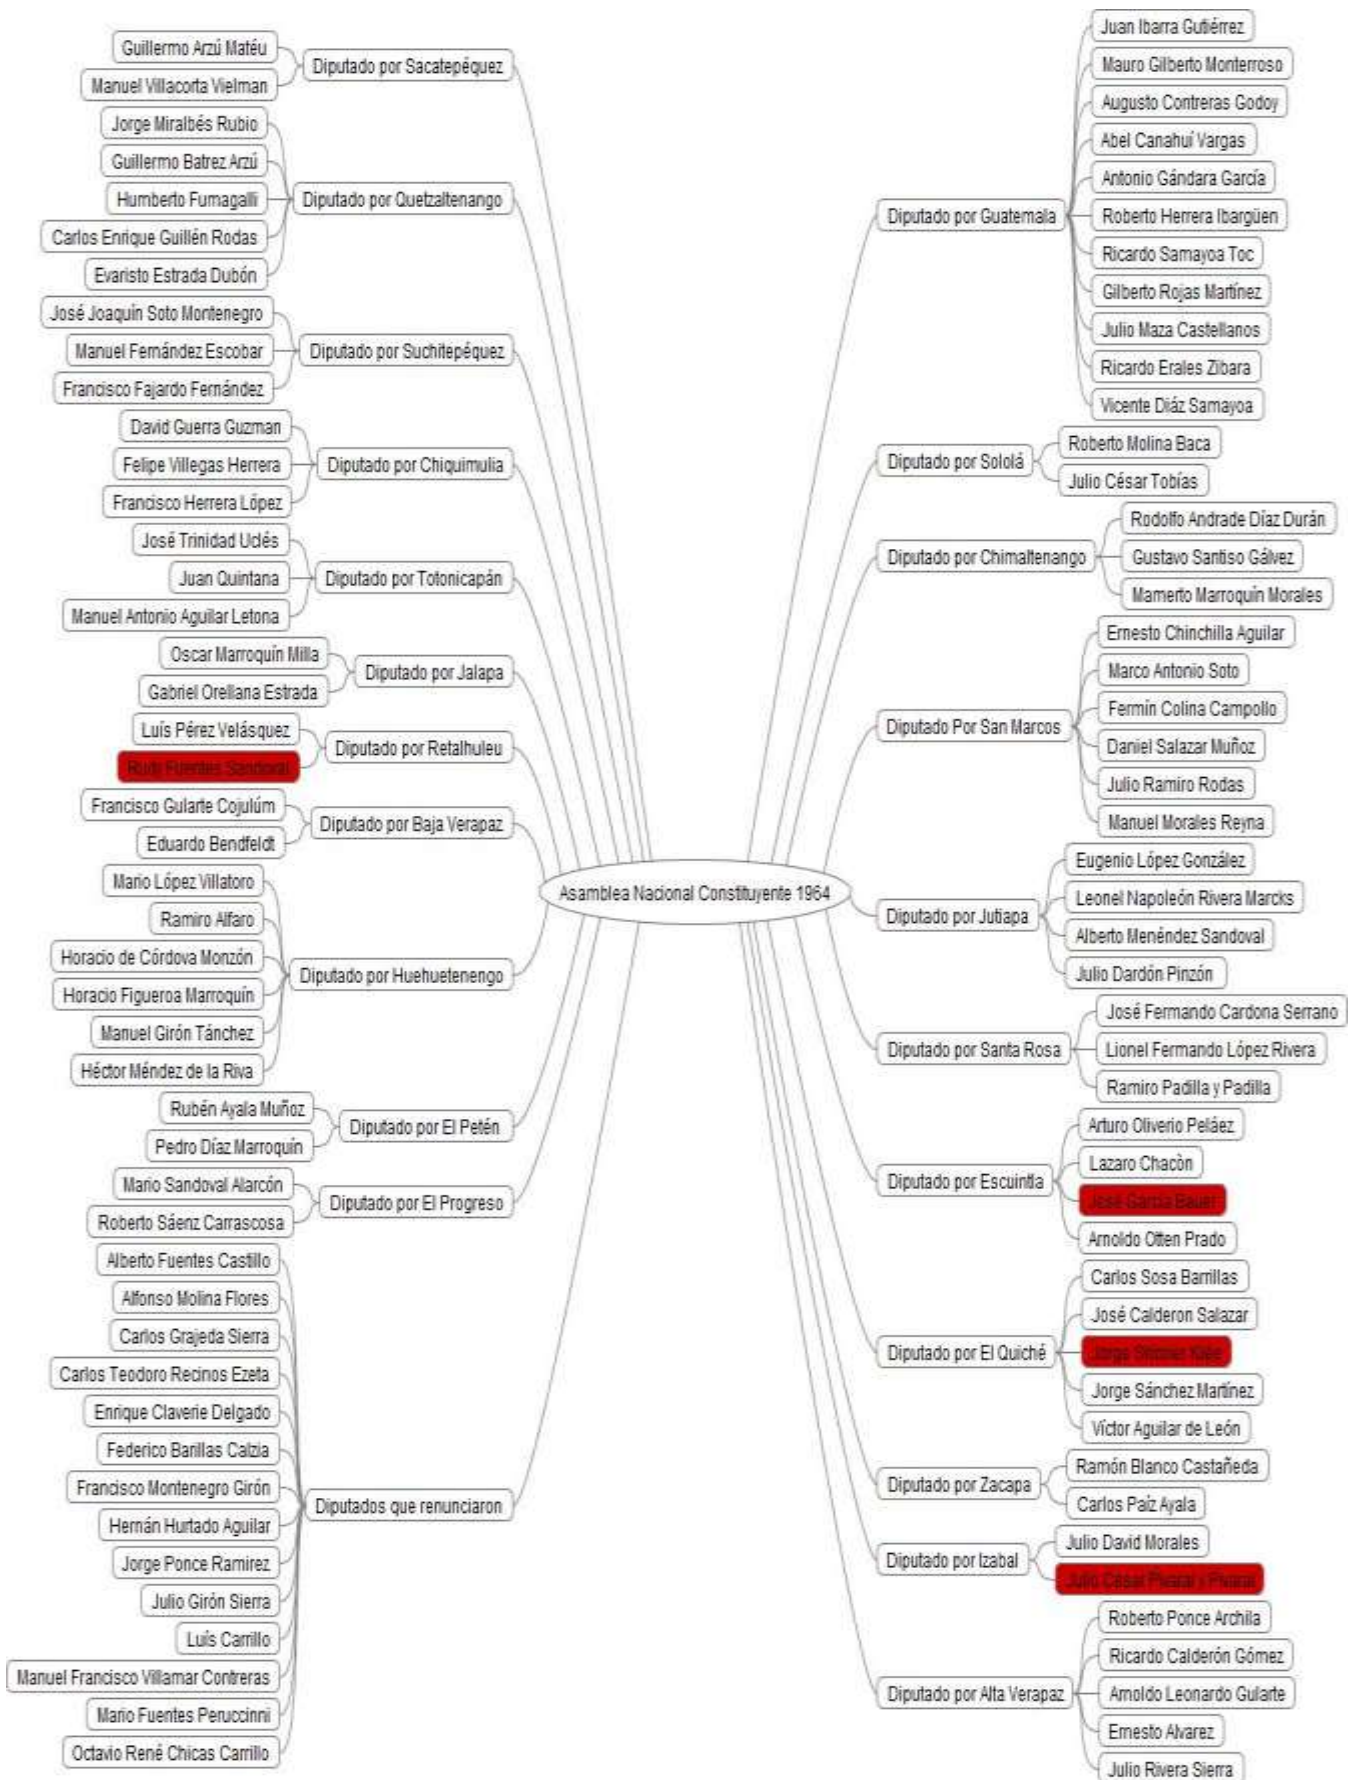 Asamblea Nacional Constituyente 1964
Diputado por Sacatepéquez
Guillermo Arzú Matéu
Manuel Villacorta Vielman
Diputado por Quetzaltenango
Jorge Miralbés Rubio
Guillermo Batrez Arzú
Humberto Fumagalli
Carlos Enrique Guillén Rodas
Evaristo Estrada Dubón
Diputado por Suchitepéquez
José Joaquín Soto Montenegro
Manuel Fernández Escobar
Francisco Fajardo Fernández
Diputado por Chiquimulia
David Guerra Guzman
Felipe Villegas Herrera
Francisco Herrera López
Diputado por Totonicapán
José Trinidad Uclés
Juan Quintana
Manuel Antonio Aguilar Letona
Diputado por Jalapa
Oscar Marroquín Milla
Gabriel Orellana Estrada
Diputado por Retalhuleu
Luís Pérez Velásquez
Rudy Fuentes Sandoval
Diputado por Baja Verapaz
Francisco Gularte Cojulúm
Eduardo Bendfeldt
Diputado por Huehuetenengo
Mario López Villatoro
Ramiro Alfaro
Horacio de Córdova Monzón
Horacio Figueroa Marroquín
Manuel Girón Tánchez
Héctor Méndez de la Riva
Diputado por El Petén
Rubén Ayala Muñoz
Pedro Díaz Marroquín
Diputado por El Progreso
Mario Sandoval Alarcón
Roberto Sáenz Carrascosa
Diputados que renunciaron
Alberto Fuentes Castillo
Alfonso Molina Flores
Carlos Grajeda Sierra
Carlos Teodoro Recinos Ezeta
Enrique Claverie Delgado
Federico Barillas Calzia
Francisco Montenegro Girón
Hernán Hurtado Aguilar
Jorge Ponce Ramirez
Julio Girón Sierra
Luís Carrillo
Manuel Francisco Villamar Contreras
Mario Fuentes Peruccinni
Octavio René Chicas Carrillo
Diputado por Guatemala
Juan Ibarra Gutiérrez
Mauro Gilberto Monterroso
Augusto Contreras Godoy
Abel Canahuí Vargas
Antonio Gándara García
Roberto Herrera Ibargüen
Ricardo Samayoa Toc
Gilberto Rojas Martínez
Julio Maza Castellanos
Ricardo Erales Zibara
Vicente Diáz Samayoa
Diputado por Sololá
Roberto Molina Baca
Julio César Tobías
Diputado por Chimaltenango
Rodolfo Andrade Díaz Durán
Gustavo Santiso Gálvez
Mamerto Marroquín Morales
Diputado Por San Marcos
Ernesto Chinchilla Aguilar
Marco Antonio Soto
Fermín Colina Campollo
Daniel Salazar Muñoz
Julio Ramiro Rodas
Manuel Morales Reyna
Diputado por Jutiapa
Eugenio López González
Leonel Napoleón Rivera Marcks
Alberto Menéndez Sandoval
Julio Dardón Pinzón
Diputado por Santa Rosa
José Fernando Cardona Serrano
Lionel Fermando López Rivera
Ramiro Padilla y Padilla
Diputado por Escuintla
Arturo Oliverio Peláez
Lazaro Chacòn
José García Bauer
Arnoldo Otten Prado
Diputado por El Quiché
Carlos Sosa Barrillas
José Calderon Salazar
Jorge Skinner Klée
Jorge Sánchez Martínez
Víctor Aguilar de León
Diputado por Zacapa
Ramón Blanco Castañeda
Carlos Paíz Ayala
Diputado por Izabal
Julio David Morales
Julio César Pivaral y Pivaral
Diputado por Alta Verapaz
Roberto Ponce Archila
Ricardo Calderón Gómez
Arnoldo Leonardo Gularte
Ernesto Alvarez
Julio Rivera Sierra